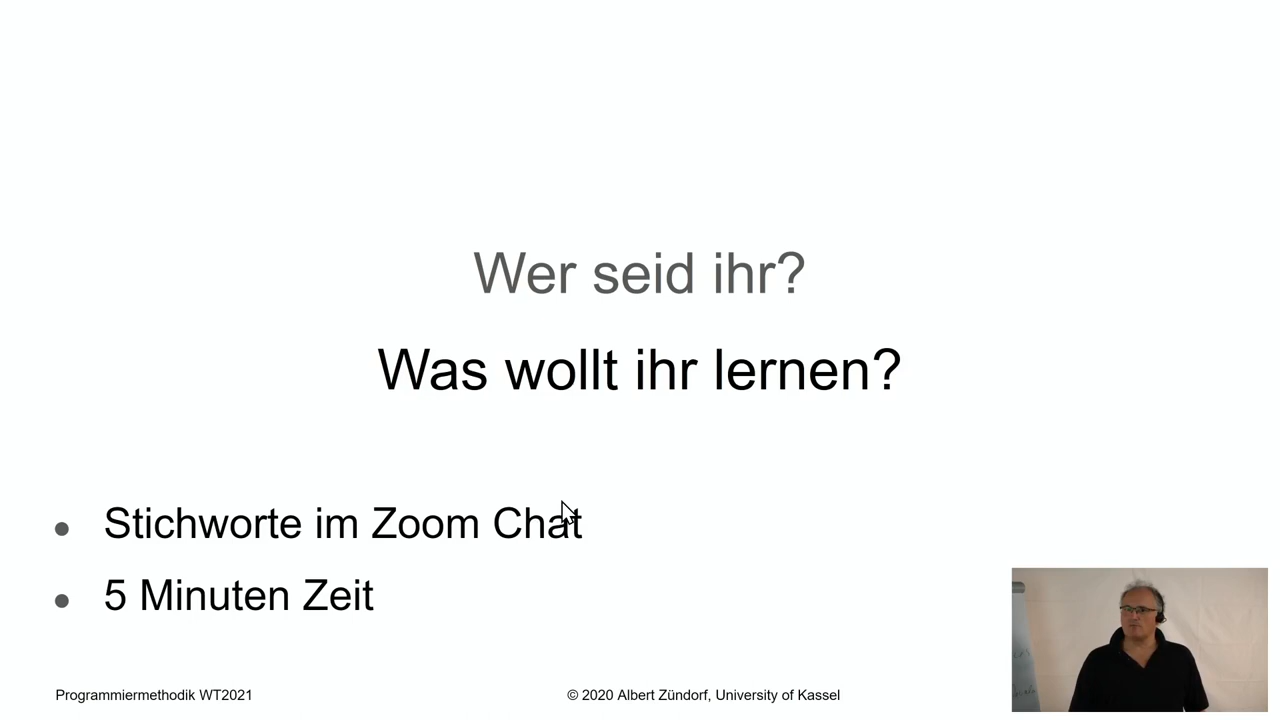 Wer seid ihr?
Was wollt ihr lernen?
● Stichworte im Zoom Chat
● 5 Minuten Zeit
Programmiermethodik WT2021
© 2020 Albert Zündorf, University of Kassel